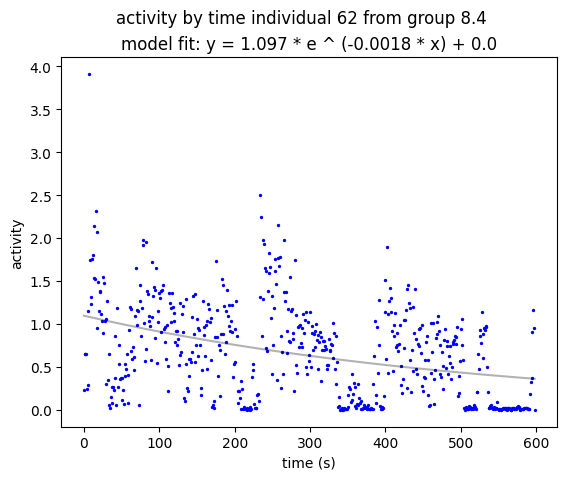 activity by time individual 62 from group 8.4
model fit: y = 1.097 * e ^ (-0.0018 * x) + 0.0
4.0
3.5
3.0
2.5
2.0
1.5
1.0
0.5
0.0
activity
0 100 200 300 400 500 600
time (s)